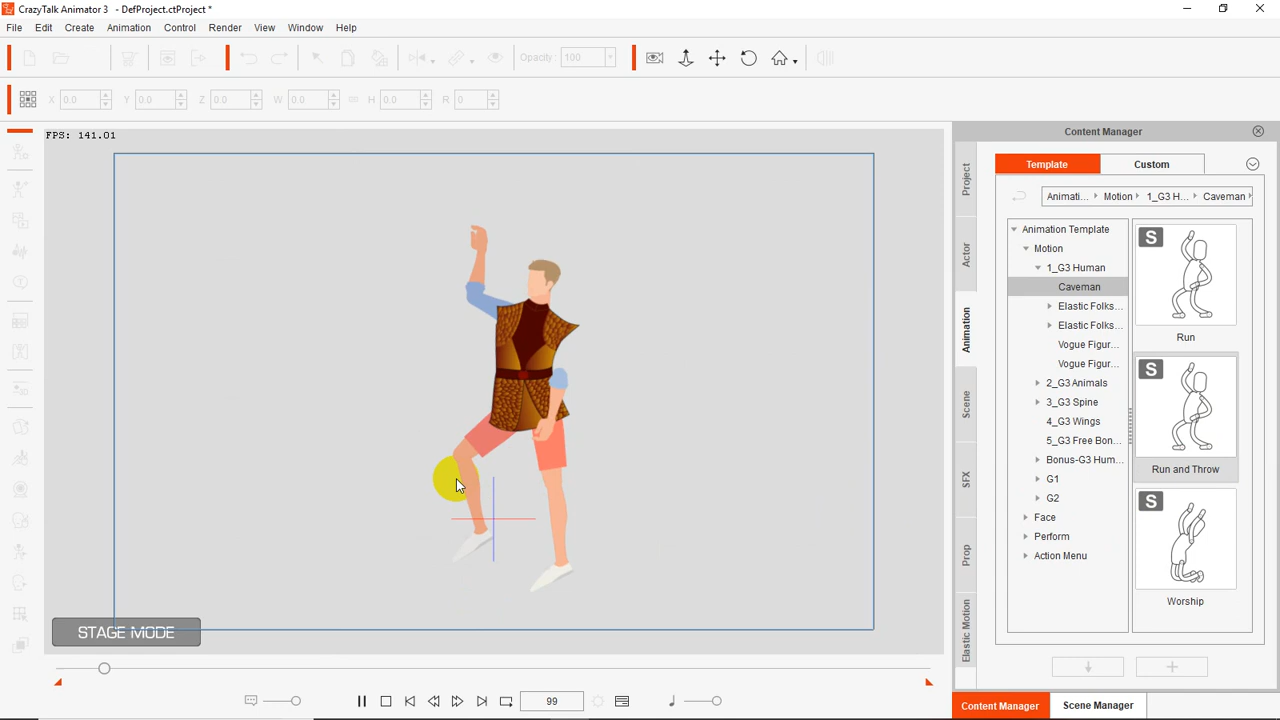 CrazyTalk Animator 3 - DefProject.ctProject *
File Edit Create Animation Control Render View Window Help
Opacity : 100
X 0.0 Y 0.0 Z 0.0 W 0.0 H 0.0 R 0
FPS: 141.01
STAGE MODE
99
Content Manager
Template Custom
Animati... Motion 1_G3 H... Caveman
Project
Actor
Animation
Scene
SFX
Prop
Elastic Motion
Animation Template
Motion
1_G3 Human
Caveman
Elastic Folks...
Elastic Folks...
Vogue Figur...
Vogue Figur...
2_G3 Animals
3_G3 Spine
4_G3 Wings
5_G3 Free Bon...
Bonus-G3 Hum...
G1
G2
Face
Perform
Action Menu
S
Run
S
Run and Throw
S
Worship
Content Manager Scene Manager